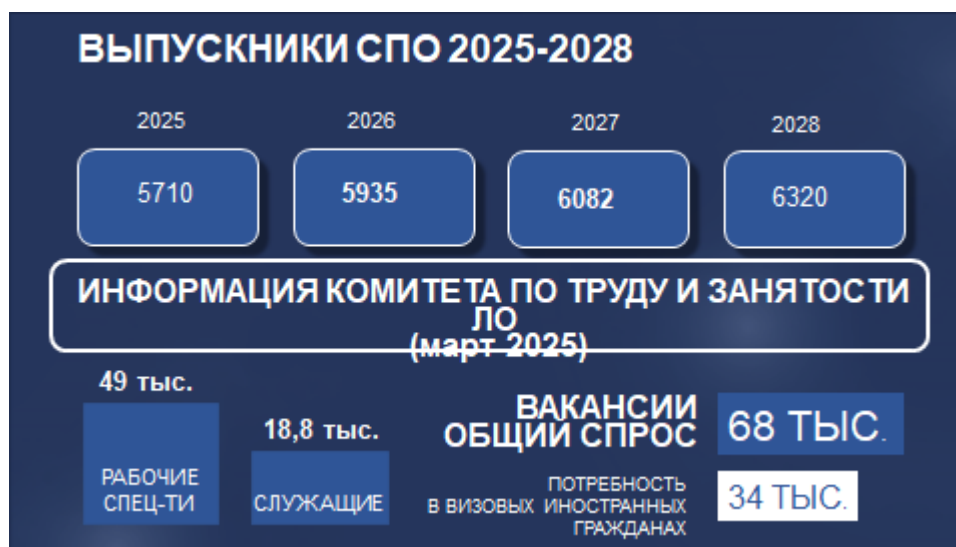 ВЫПУСКНИКИ СПО 2025-2028
2025 2026 2027 2028
5710 5935 6082 6320
ИНФОРМАЦИЯ КОМИТЕТА ПО ТРУДУ И ЗАНЯТОСТИ
ЛО
(март 2025)
49 тыс.
РАБОЧИЕ
СПЕЦ-ТИ
18,8 тыс.
СЛУЖАЩИЕ
ВАКАНСИИ
ОБЩИЙ СПРОС
68 ТЫС.
ПОТРЕБНОСТЬ
В ВИЗОВЫХ ИНОСТРАННЫХ
ГРАЖДАНАХ
34 ТЫС.